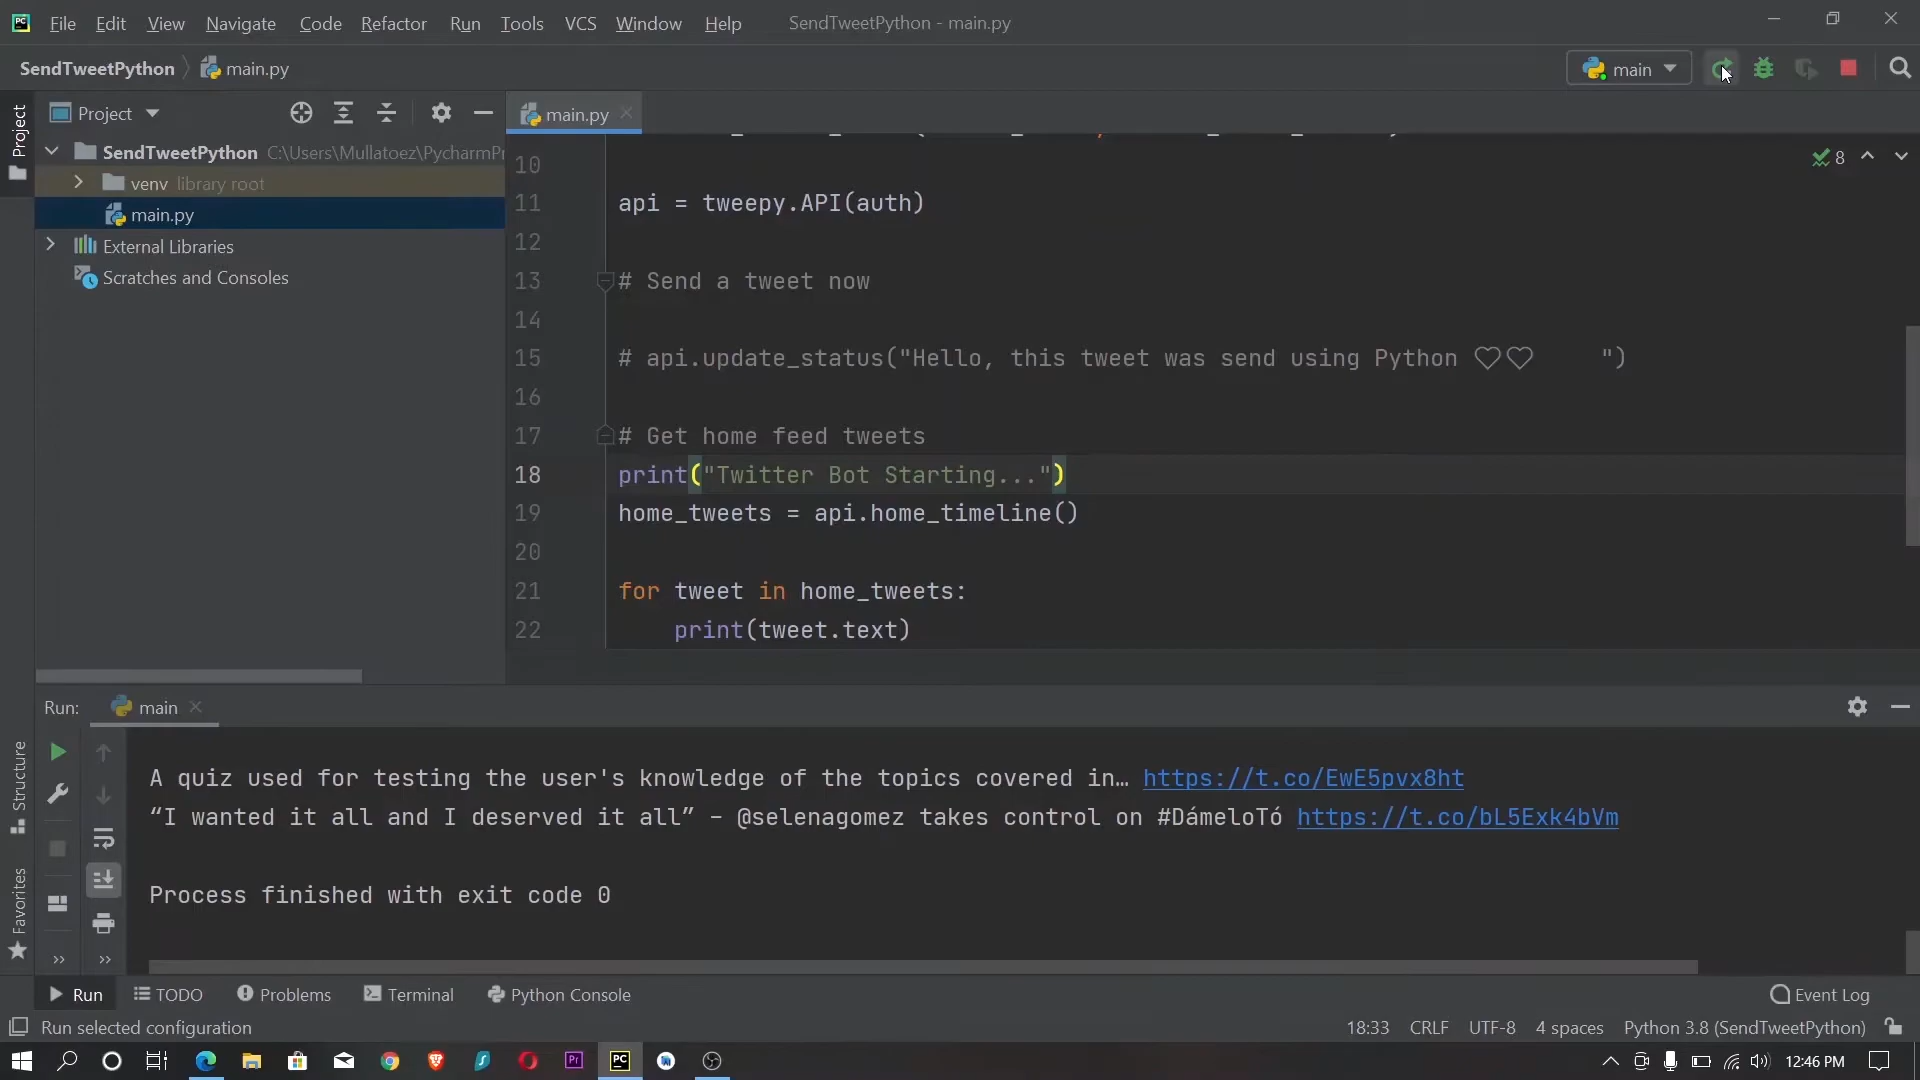 File Edit View Navigate Code Refactor Run Tools VCS Window Help SendTweetPython - main.py
SendTweetPython main.py main
Project
Project
SendTweetPython C:\Users\Mullatoez\PycharmPr
venv library root
main.py
External Libraries
Scratches and Consoles
main.py
8
10
11 api = tweepy.API(auth)
12
13 # Send a tweet now
14
15 # api.update_status("Hello, this tweet was send using Python ♡♡ ")
16
17 # Get home feed tweets
18 print("Twitter Bot Starting...")
19 home_tweets = api.home_timeline()
20
21 for tweet in home_tweets:
22 print(tweet.text)
Run: main
Structure
Favorites
A quiz used for testing the user's knowledge of the topics covered in… https://t.co/EwE5pvx8ht
“I wanted it all and I deserved it all” – @selenagomez takes control on #DámeloTó https://t.co/bL5Exk4bVm
Process finished with exit code 0
Run TODO Problems Terminal Python Console Event Log
Run selected configuration 18:33 CRLF UTF-8 4 spaces Python 3.8 (SendTweetPython)
Pr PC 12:46 PM